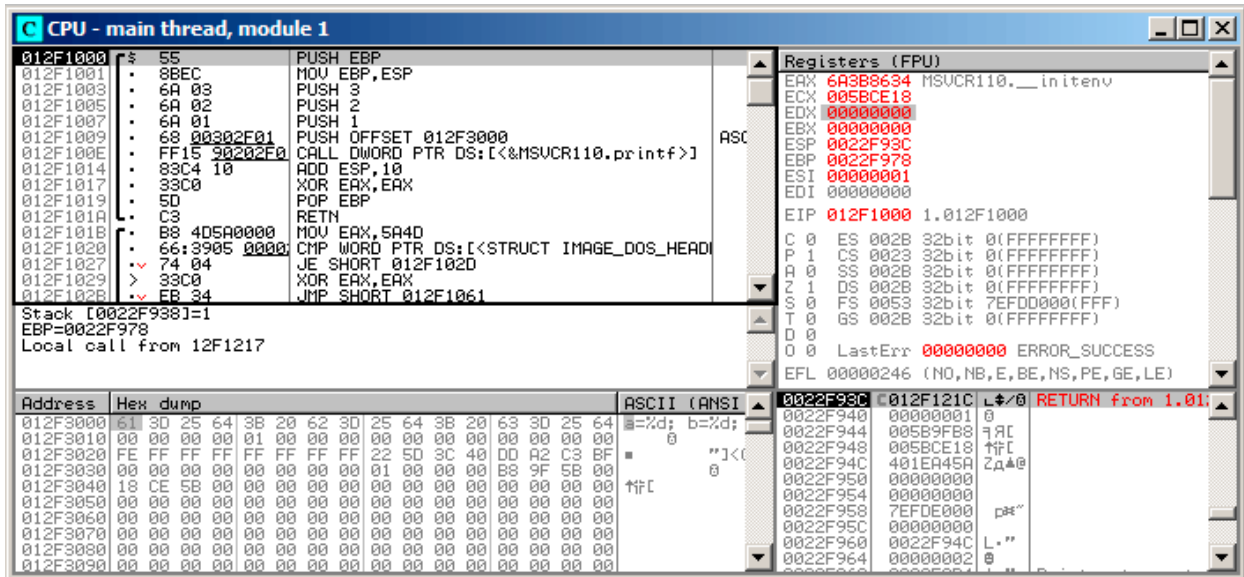 CPU - main thread, module 1
012F1000 $ 55 PUSH EBP
012F1001 . 8BEC MOV EBP,ESP
012F1003 . 6A 03 PUSH 3
012F1005 . 6A 02 PUSH 2
012F1007 . 6A 01 PUSH 1
012F1009 . 68 00302F01 PUSH OFFSET 012F3000 ASC
012F100E . FF15 90202F0 CALL DWORD PTR DS:[<&MSVCR110.printf>]
012F1014 . 83C4 10 ADD ESP,10
012F1017 . 33C0 XOR EAX,EAX
012F1019 . 5D POP EBP
012F101A . C3 RETN
012F101B . B8 4D5A0000 MOV EAX,5A4D
012F1020 . 66:3905 0000 CMP WORD PTR DS:[<STRUCT IMAGE_DOS_HEAD
012F1027 . 74 04 JE SHORT 012F102D
012F1029 > 33C0 XOR EAX,EAX
012F102B . EB 34 JMP SHORT 012F1061
Stack [0022F938]=1
EBP=0022F978
Local call from 12F1217
Registers (FPU)
EAX 6A3B8634 MSVCR110.__initenv
ECX 005BCE18
EDX 00000000
EBX 00000000
ESP 0022F93C
EBP 0022F978
ESI 00000001
EDI 00000000
EIP 012F1000 1.012F1000
C 0 ES 002B 32bit 0(FFFFFFFF)
P 1 CS 0023 32bit 0(FFFFFFFF)
A 0 SS 002B 32bit 0(FFFFFFFF)
Z 1 DS 002B 32bit 0(FFFFFFFF)
S 0 FS 0053 32bit 7EFDD000(FFF)
T 0 GS 002B 32bit 0(FFFFFFFF)
D 0
O 0 LastErr 00000000 ERROR_SUCCESS
EFL 00000246 (NO,NB,E,BE,NS,PE,GE,LE)
Address Hex dump ASCII (ANSI
012F3000 61 3D 25 64 3B 20 62 3D 25 64 3B 20 63 3D 25 64 a=%d; b=%d;
012F3010 00 00 00 00 01 00 00 00 00 00 00 00 00 00 00 00
012F3020 FE FF FF FF FF FF FF FF 22 5D 3C 40 DD A2 C3 BF "]<
012F3030 00 00 00 00 00 00 00 00 01 00 00 00 B8 9F 5B 00
012F3040 18 CE 5B 00 00 00 00 00 00 00 00 00 00 00 00 00
012F3050 00 00 00 00 00 00 00 00 00 00 00 00 00 00 00 00
012F3060 00 00 00 00 00 00 00 00 00 00 00 00 00 00 00 00
012F3070 00 00 00 00 00 00 00 00 00 00 00 00 00 00 00 00
012F3080 00 00 00 00 00 00 00 00 00 00 00 00 00 00 00 00
012F3090 00 00 00 00 00 00 00 00 00 00 00 00 00 00 00 00
0022F93C 012F121C RETURN from 1.01
0022F940 00000001
0022F944 005B9FB8
0022F948 005BCE18
0022F94C 401EA45A
0022F950 00000000
0022F954 00000000
0022F958 7EFDE000
0022F95C 00000000
0022F960 0022F94C
0022F964 00000002